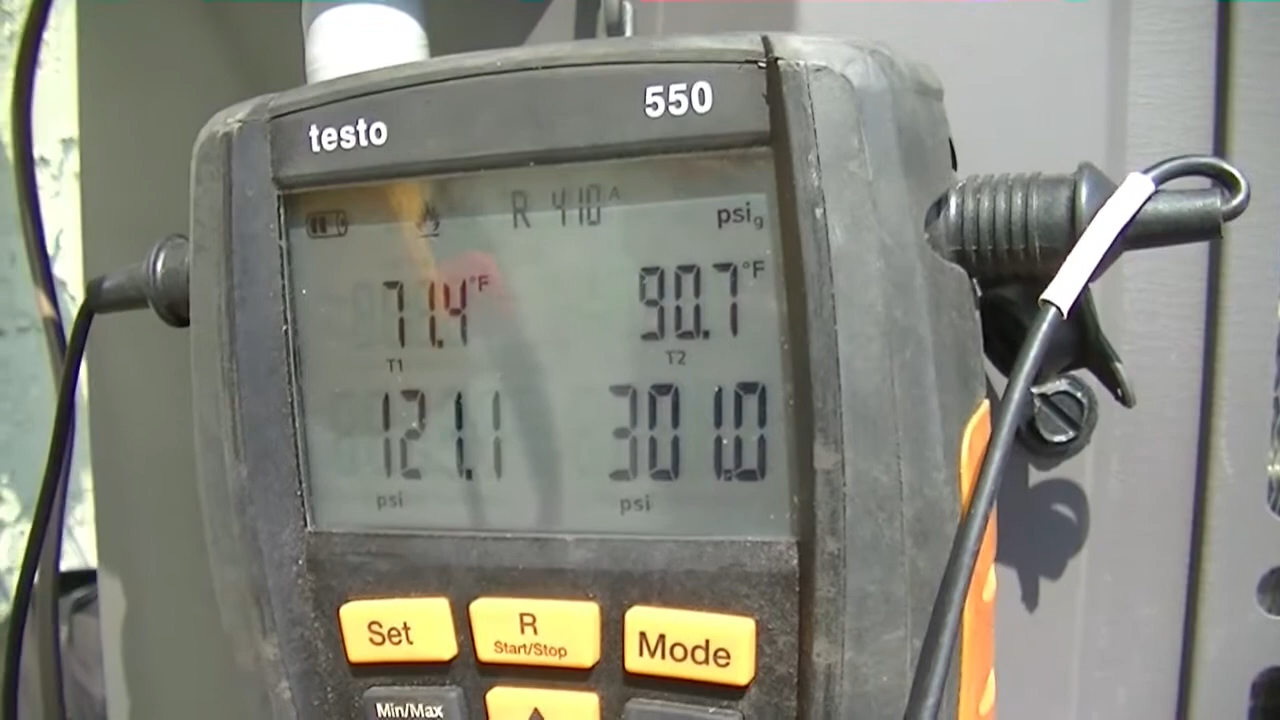 testo
550
R 410A
psig
71.4 °F
90.7 °F
T1
T2
121.1
301.0
psi
psi
Set
R
Start/Stop
Mode
Min/Max